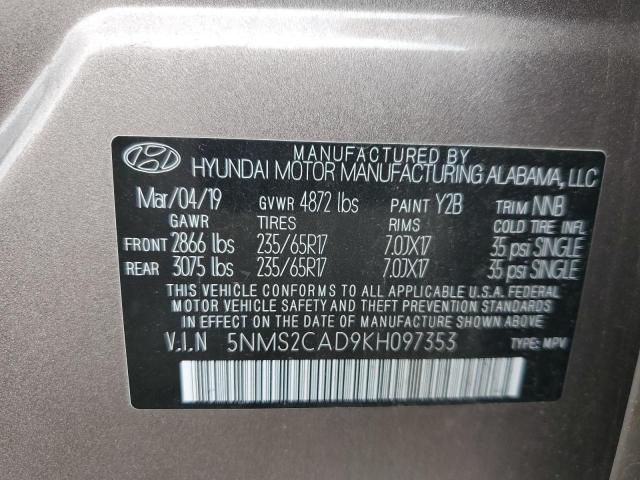 MANUFACTURED BY
HYUNDAI MOTOR MANUFACTURING ALABAMA, LLC
Mar/04/19 GVWR 4872 lbs PAINT Y2B TRIM NNB
GAWR TIRES RIMS COLD TIRE INFL
FRONT 2866 lbs 235/65R17 7.0JX17 35 psi SINGLE
REAR 3075 lbs 235/65R17 7.0JX17 35 psi SINGLE
THIS VEHICLE CONFORMS TO ALL APPLICABLE U.S.A. FEDERAL
MOTOR VEHICLE SAFETY AND THEFT PREVENTION STANDARDS
IN EFFECT ON THE DATE OF MANUFACTURE SHOWN ABOVE.
V.I.N 5NMS2CAD9KH097353 TYPE: MPV